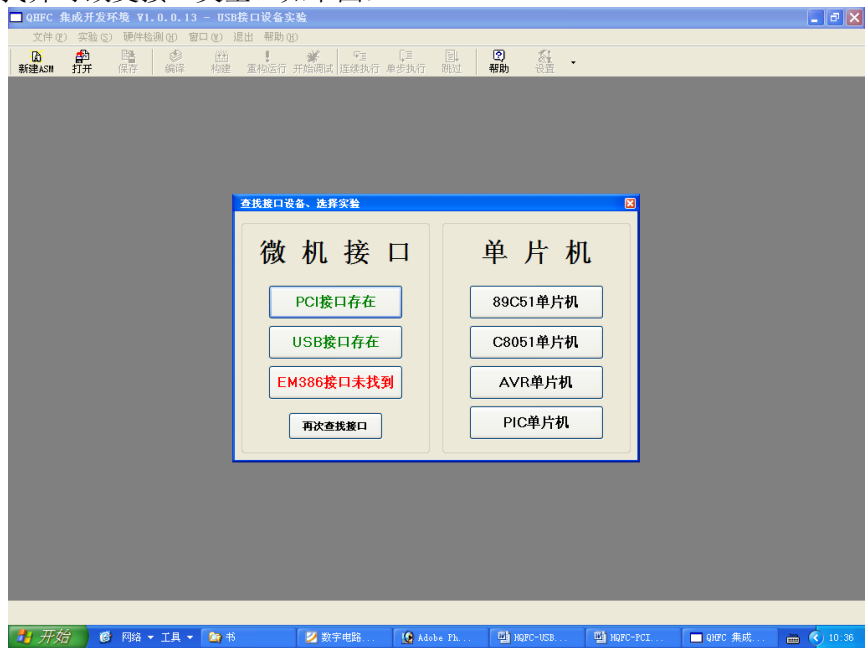 QHFC 集成开发环境 V1.0.0.13 - USB接口设备实验
文件(F) 实验(S) 硬件检测(H) 窗口(W) 退出 帮助(H)
新建ASM 打开 保存 编译 构建 重构运行 开始调试 连续执行 单步执行 跳过 帮助 设置
查找接口设备、选择实验
微机接口
PCI接口存在
USB接口存在
EM386接口未找到
再次查找接口
单片机
89C51单片机
C8051单片机
AVR单片机
PIC单片机
开始 网络 工具 书 数字电路... Adobe Ph... HQFC-USB... HQFC-PCI... QHFC 集成... 10:36